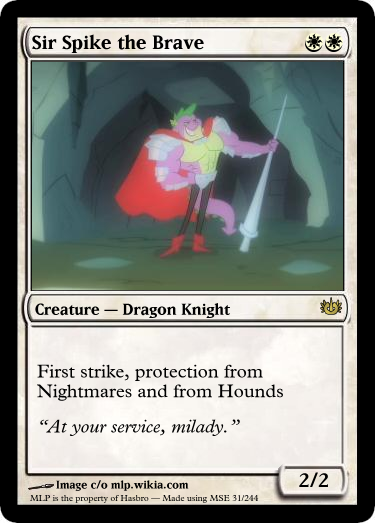 Sir Spike the Brave
Creature — Dragon Knight
First strike, protection from
Nightmares and from Hounds
“At your service, milady.”
2/2
Image c/o mlp.wikia.com
MLP is the property of Hasbro — Made using MSE 31/244